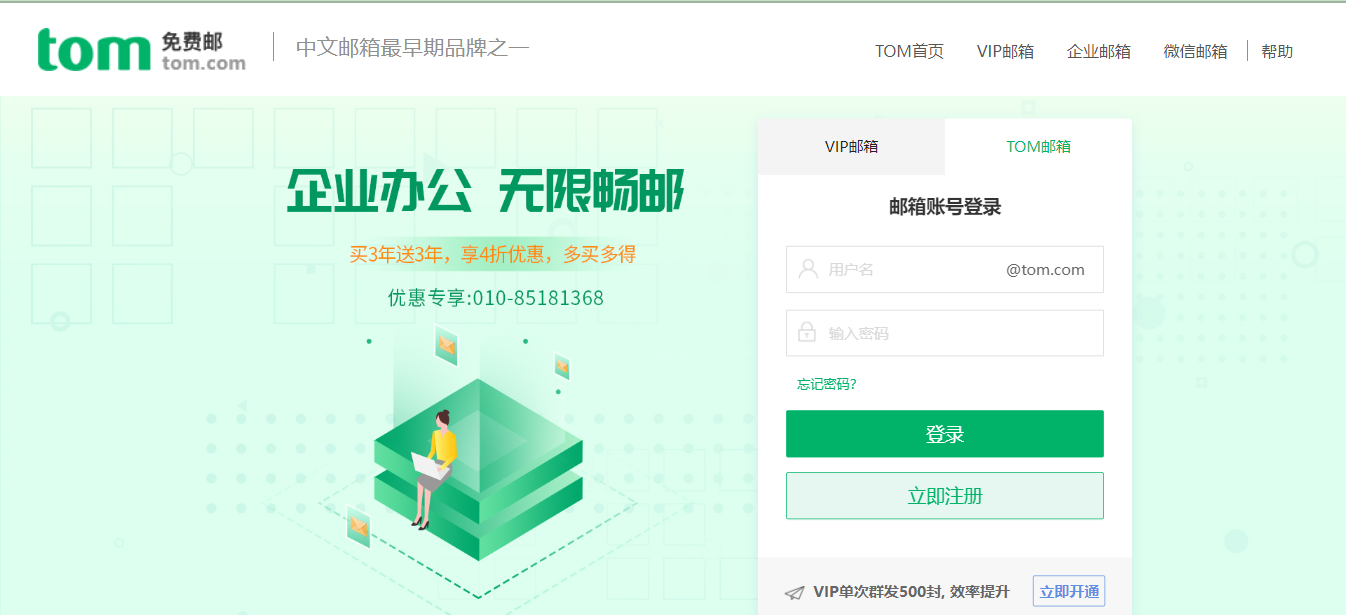 tom 免费邮
tom.com
中文邮箱最早期品牌之一
TOM首页 VIP邮箱 企业邮箱 微信邮箱 帮助
企业办公 无限畅邮
买3年送3年，享4折优惠，多买多得
优惠专享:010-85181368
VIP邮箱 TOM邮箱
邮箱账号登录
用户名 @tom.com
输入密码
忘记密码?
登录
立即注册
VIP单次群发500封, 效率提升 立即开通